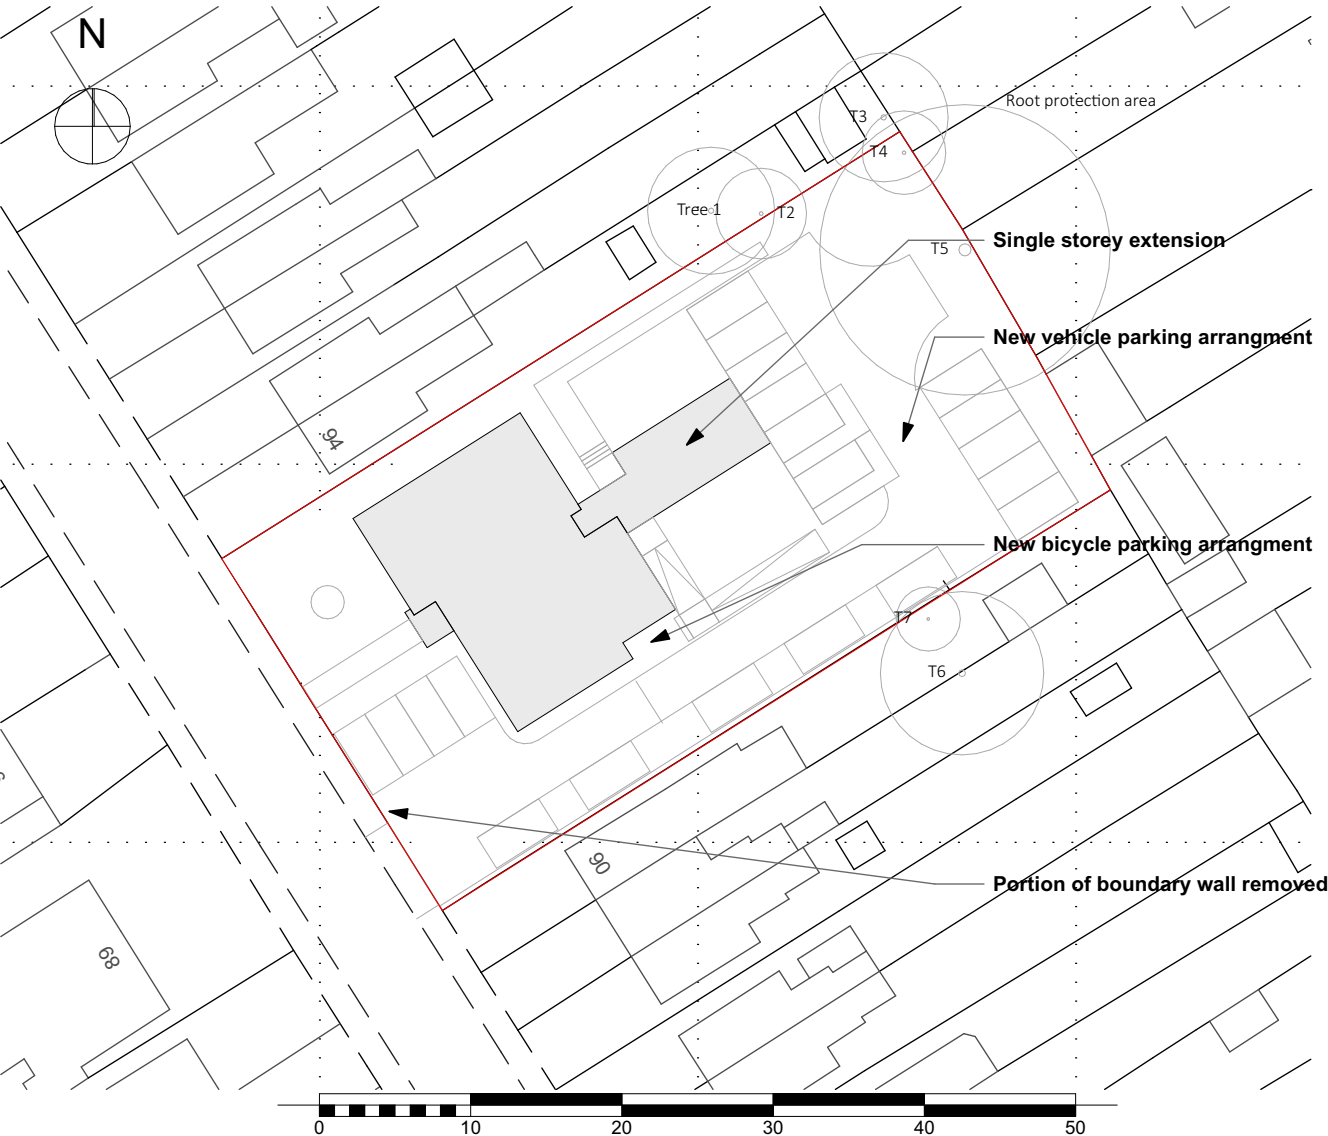 N
Root protection area
T3
T4
Tree 1
T2
T5
Single storey extension
New vehicle parking arrangment
94
New bicycle parking arrangment
T7
T6
90
Portion of boundary wall removed
68
0 10 20 30 40 50